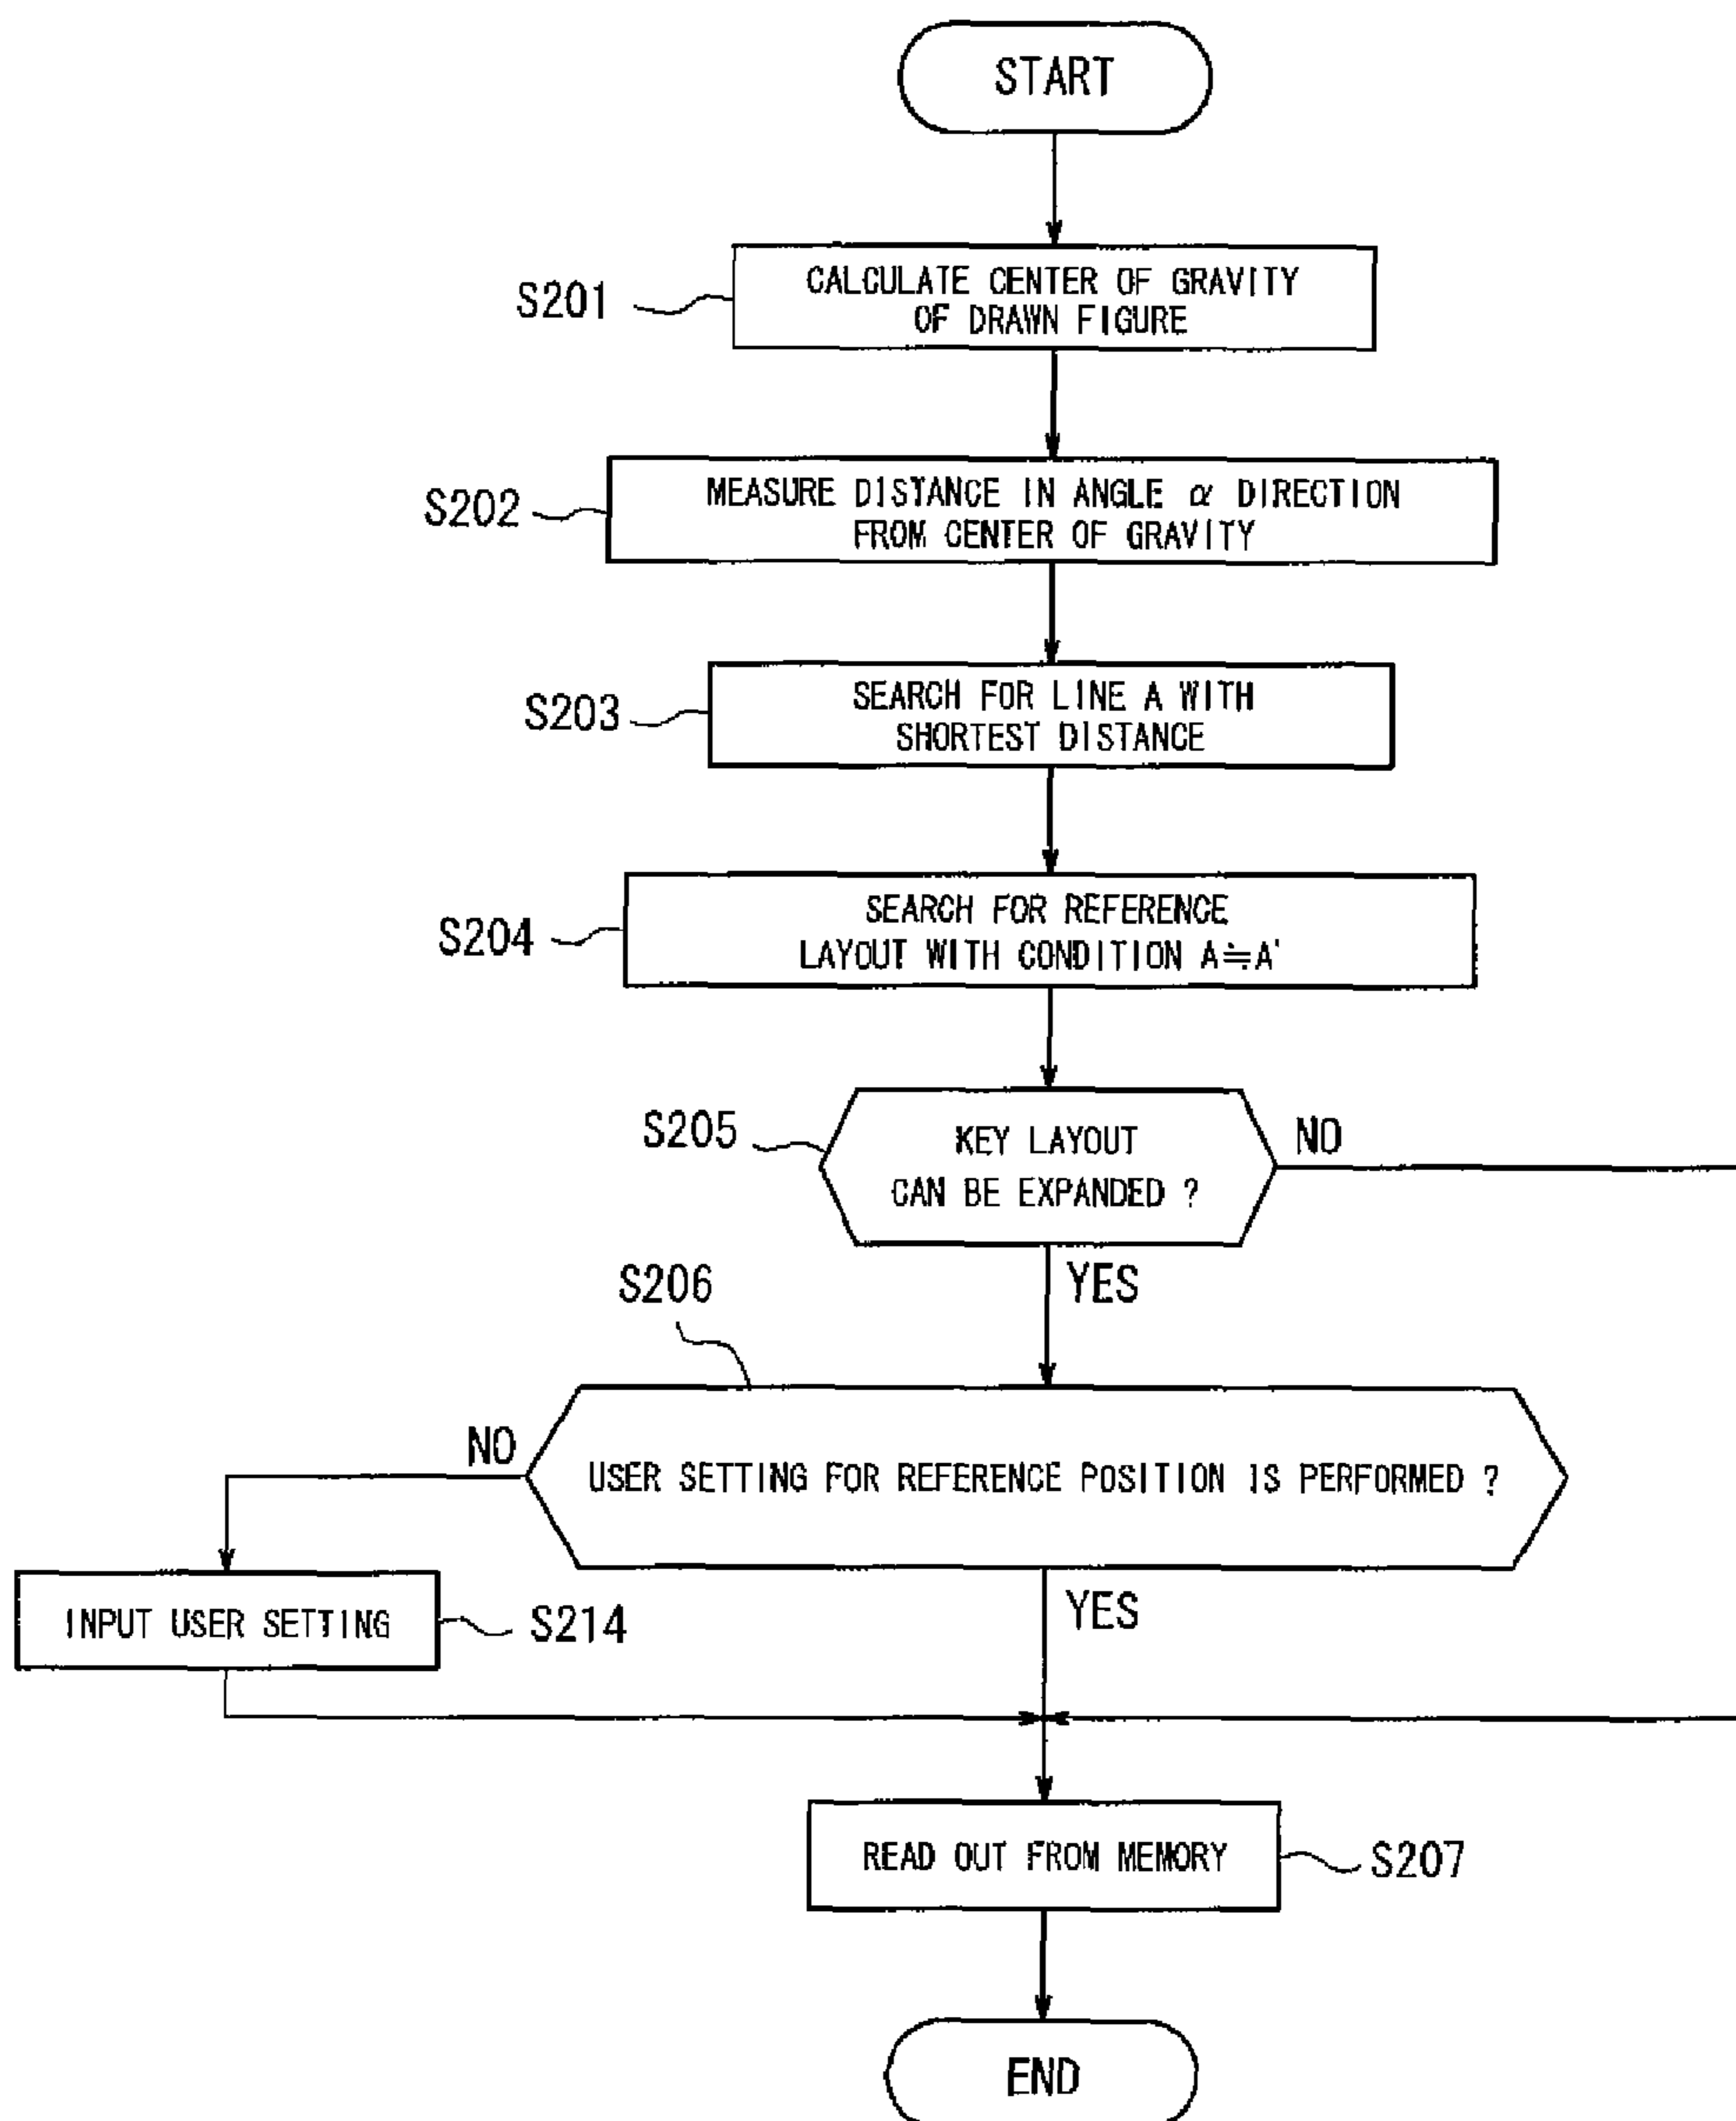 START
S201
CALCULATE CENTER OF GRAVITY
OF DRAWN FIGURE
S202
MEASURE DISTANCE IN ANGLE α DIRECTION
FROM CENTER OF GRAVITY
S203
SEARCH FOR LINE A WITH
SHORTEST DISTANCE
S204
SEARCH FOR REFERENCE
LAYOUT WITH CONDITION A≒A'
S205
KEY LAYOUT
CAN BE EXPANDED ?
NO
YES
S206
NO
USER SETTING FOR REFERENCE POSITION IS PERFORMED ?
YES
INPUT USER SETTING
S214
READ OUT FROM MEMORY
S207
END